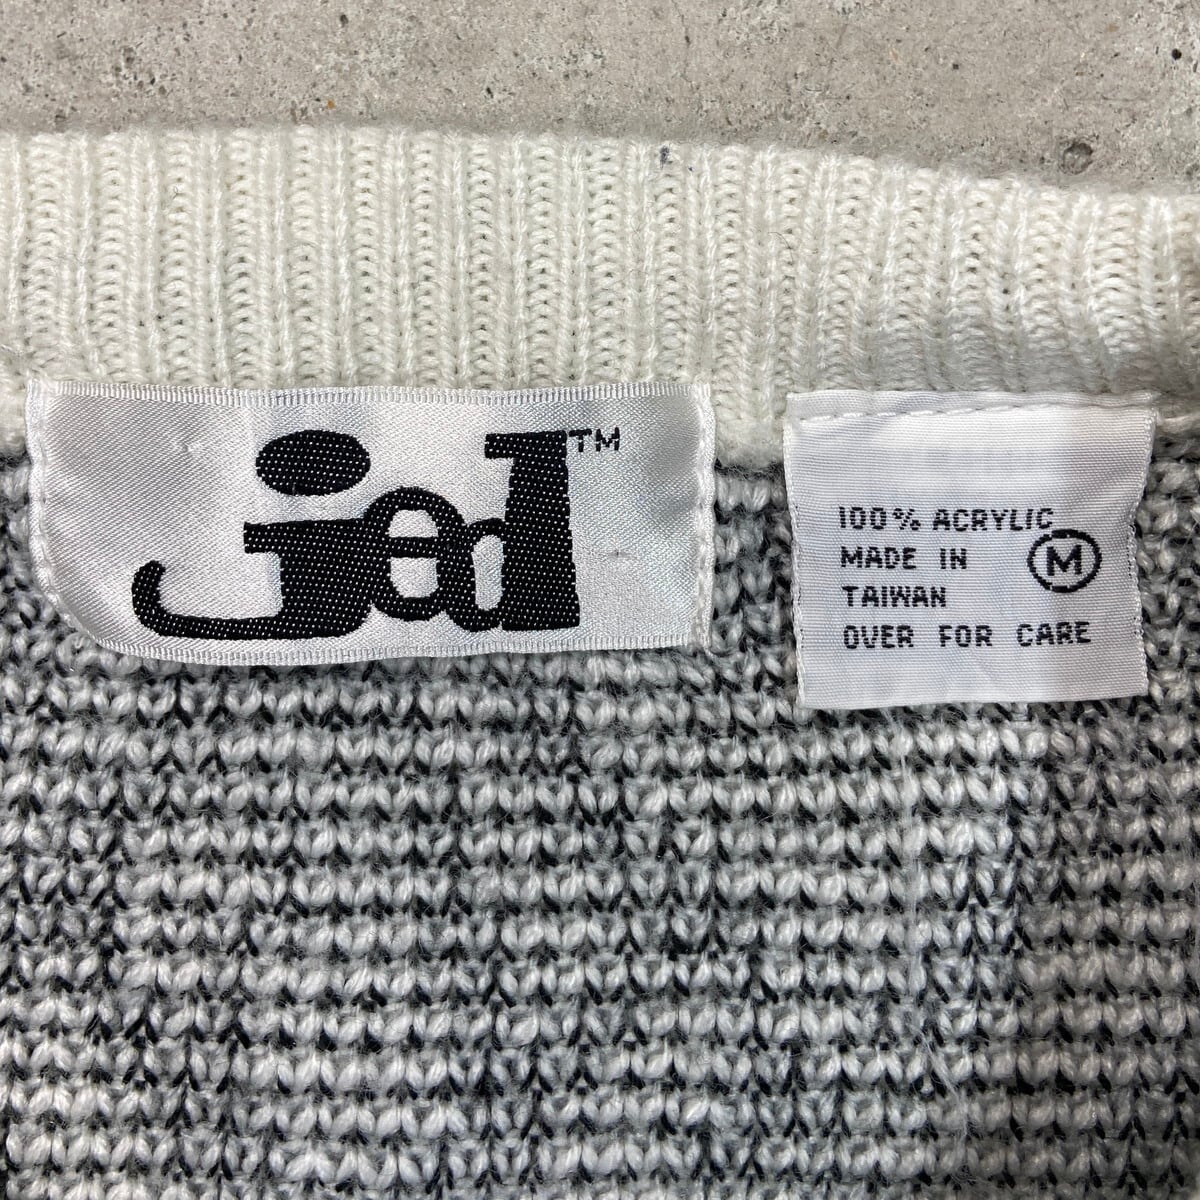 jed™
100% ACRYLIC
MADE IN
M
TAIWAN
OVER FOR CARE